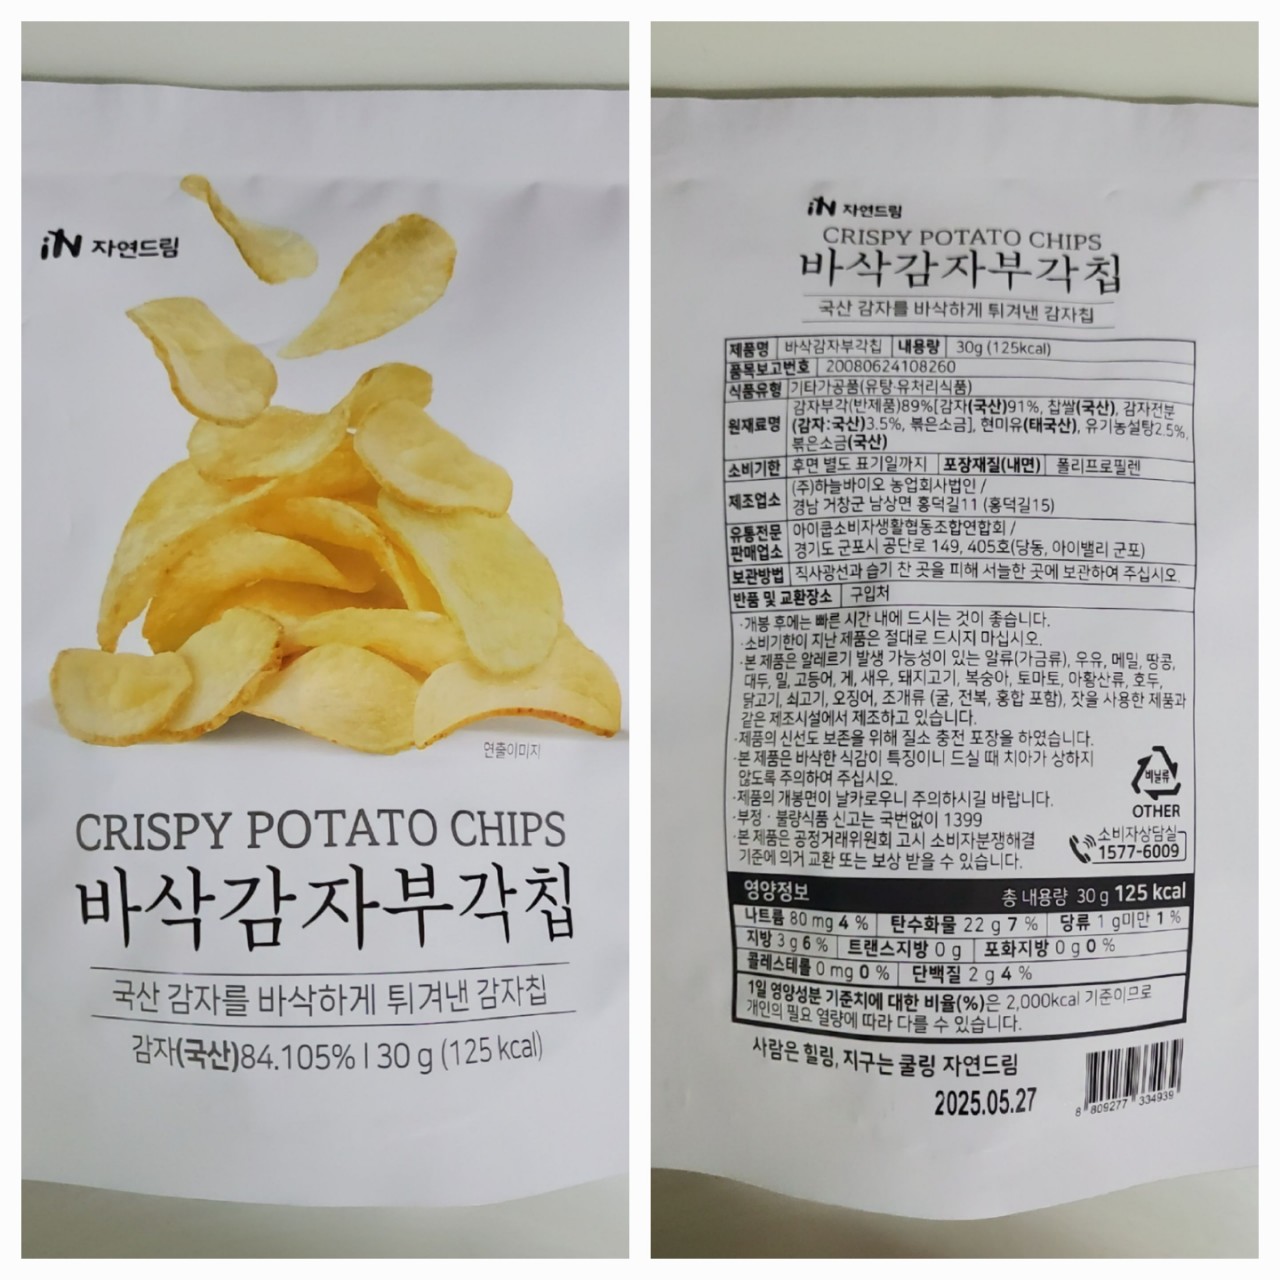 iN 자연드림
연출이미지
CRISPY POTATO CHIPS
바삭감자부각칩
국산 감자를 바삭하게 튀겨낸 감자칩
감자(국산)84.105% | 30 g (125 kcal)
iN 자연드림
CRISPY POTATO CHIPS
바삭감자부각칩
국산 감자를 바삭하게 튀겨낸 감자칩
제품명 바삭감자부각칩 내용량 30g (125kcal)
품목보고번호 20080624108260
식품유형 기타가공품(유탕·유처리식품)
원재료명 감자부각(반제품)89%[감자(국산)91%, 찹쌀(국산), 감자전분
(감자:국산)3.5%, 볶은소금], 현미유(태국산), 유기농설탕2.5%,
볶은소금(국산)
소비기한 후면 별도 표기일까지 포장재질(내면) 폴리프로필렌
제조업소 (주)하늘바이오 농업회사법인 /
경남 거창군 남상면 홍덕길11 (홍덕길15)
유통전문 아이쿱소비자생활협동조합연합회 /
판매업소 경기도 군포시 공단로 149, 405호(당동, 아이밸리 군포)
보관방법 직사광선과 습기 찬 곳을 피해 서늘한 곳에 보관하여 주십시오.
반품 및 교환장소 구입처
·개봉 후에는 빠른 시간 내에 드시는 것이 좋습니다.
·소비기한이 지난 제품은 절대로 드시지 마십시오.
·본 제품은 알레르기 발생 가능성이 있는 알류(가금류), 우유, 메밀, 땅콩,
대두, 밀, 고등어, 게, 새우, 돼지고기, 복숭아, 토마토, 아황산류, 호두,
닭고기, 쇠고기, 오징어, 조개류 (굴, 전복, 홍합 포함), 잣을 사용한 제품과
같은 제조시설에서 제조하고 있습니다.
·제품의 신선도 보존을 위해 질소 충전 포장을 하였습니다.
·본 제품은 바삭한 식감이 특징이니 드실 때 치아가 상하지
않도록 주의하여 주십시오.
·제품의 개봉면이 날카로우니 주의하시길 바랍니다.
·부정·불량식품 신고는 국번없이 1399
·본 제품은 공정거래위원회 고시 소비자분쟁해결
기준에 의거 교환 또는 보상 받을 수 있습니다.
비닐류
OTHER
소비자상담실
1577-6009
영양정보 총 내용량 30 g 125 kcal
나트륨 80 mg 4 % 탄수화물 22 g 7 % 당류 1 g미만 1 %
지방 3 g 6 % 트랜스지방 0 g 포화지방 0 g 0 %
콜레스테롤 0 mg 0 % 단백질 2 g 4 %
1일 영양성분 기준치에 대한 비율(%)은 2,000kcal 기준이므로
개인의 필요 열량에 따라 다를 수 있습니다.
사람은 힐링, 지구는 쿨링 자연드림
2025.05.27
8 809277 334939